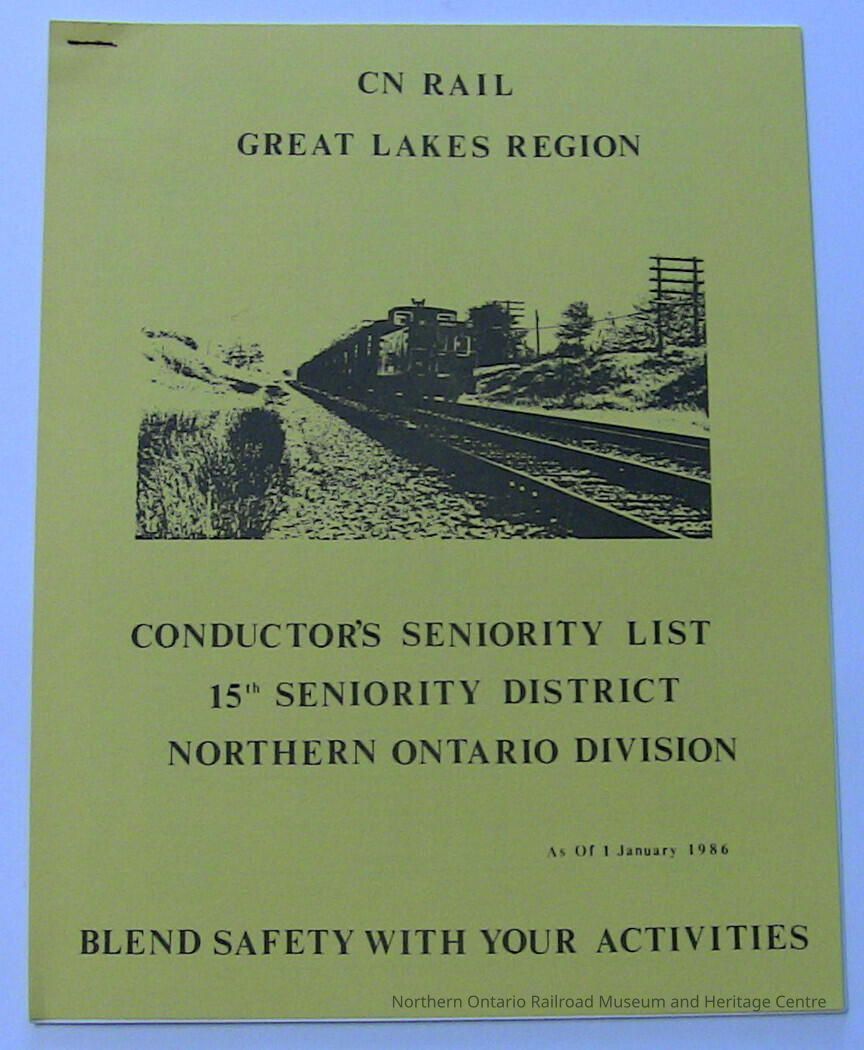 CN RAIL
GREAT LAKES REGION
CONDUCTOR'S SENIORITY LIST
15th SENIORITY DISTRICT
NORTHERN ONTARIO DIVISION
As Of 1 January 1986
BLEND SAFETY WITH YOUR ACTIVITIES
Northern Ontario Railroad Museum and Heritage Centre